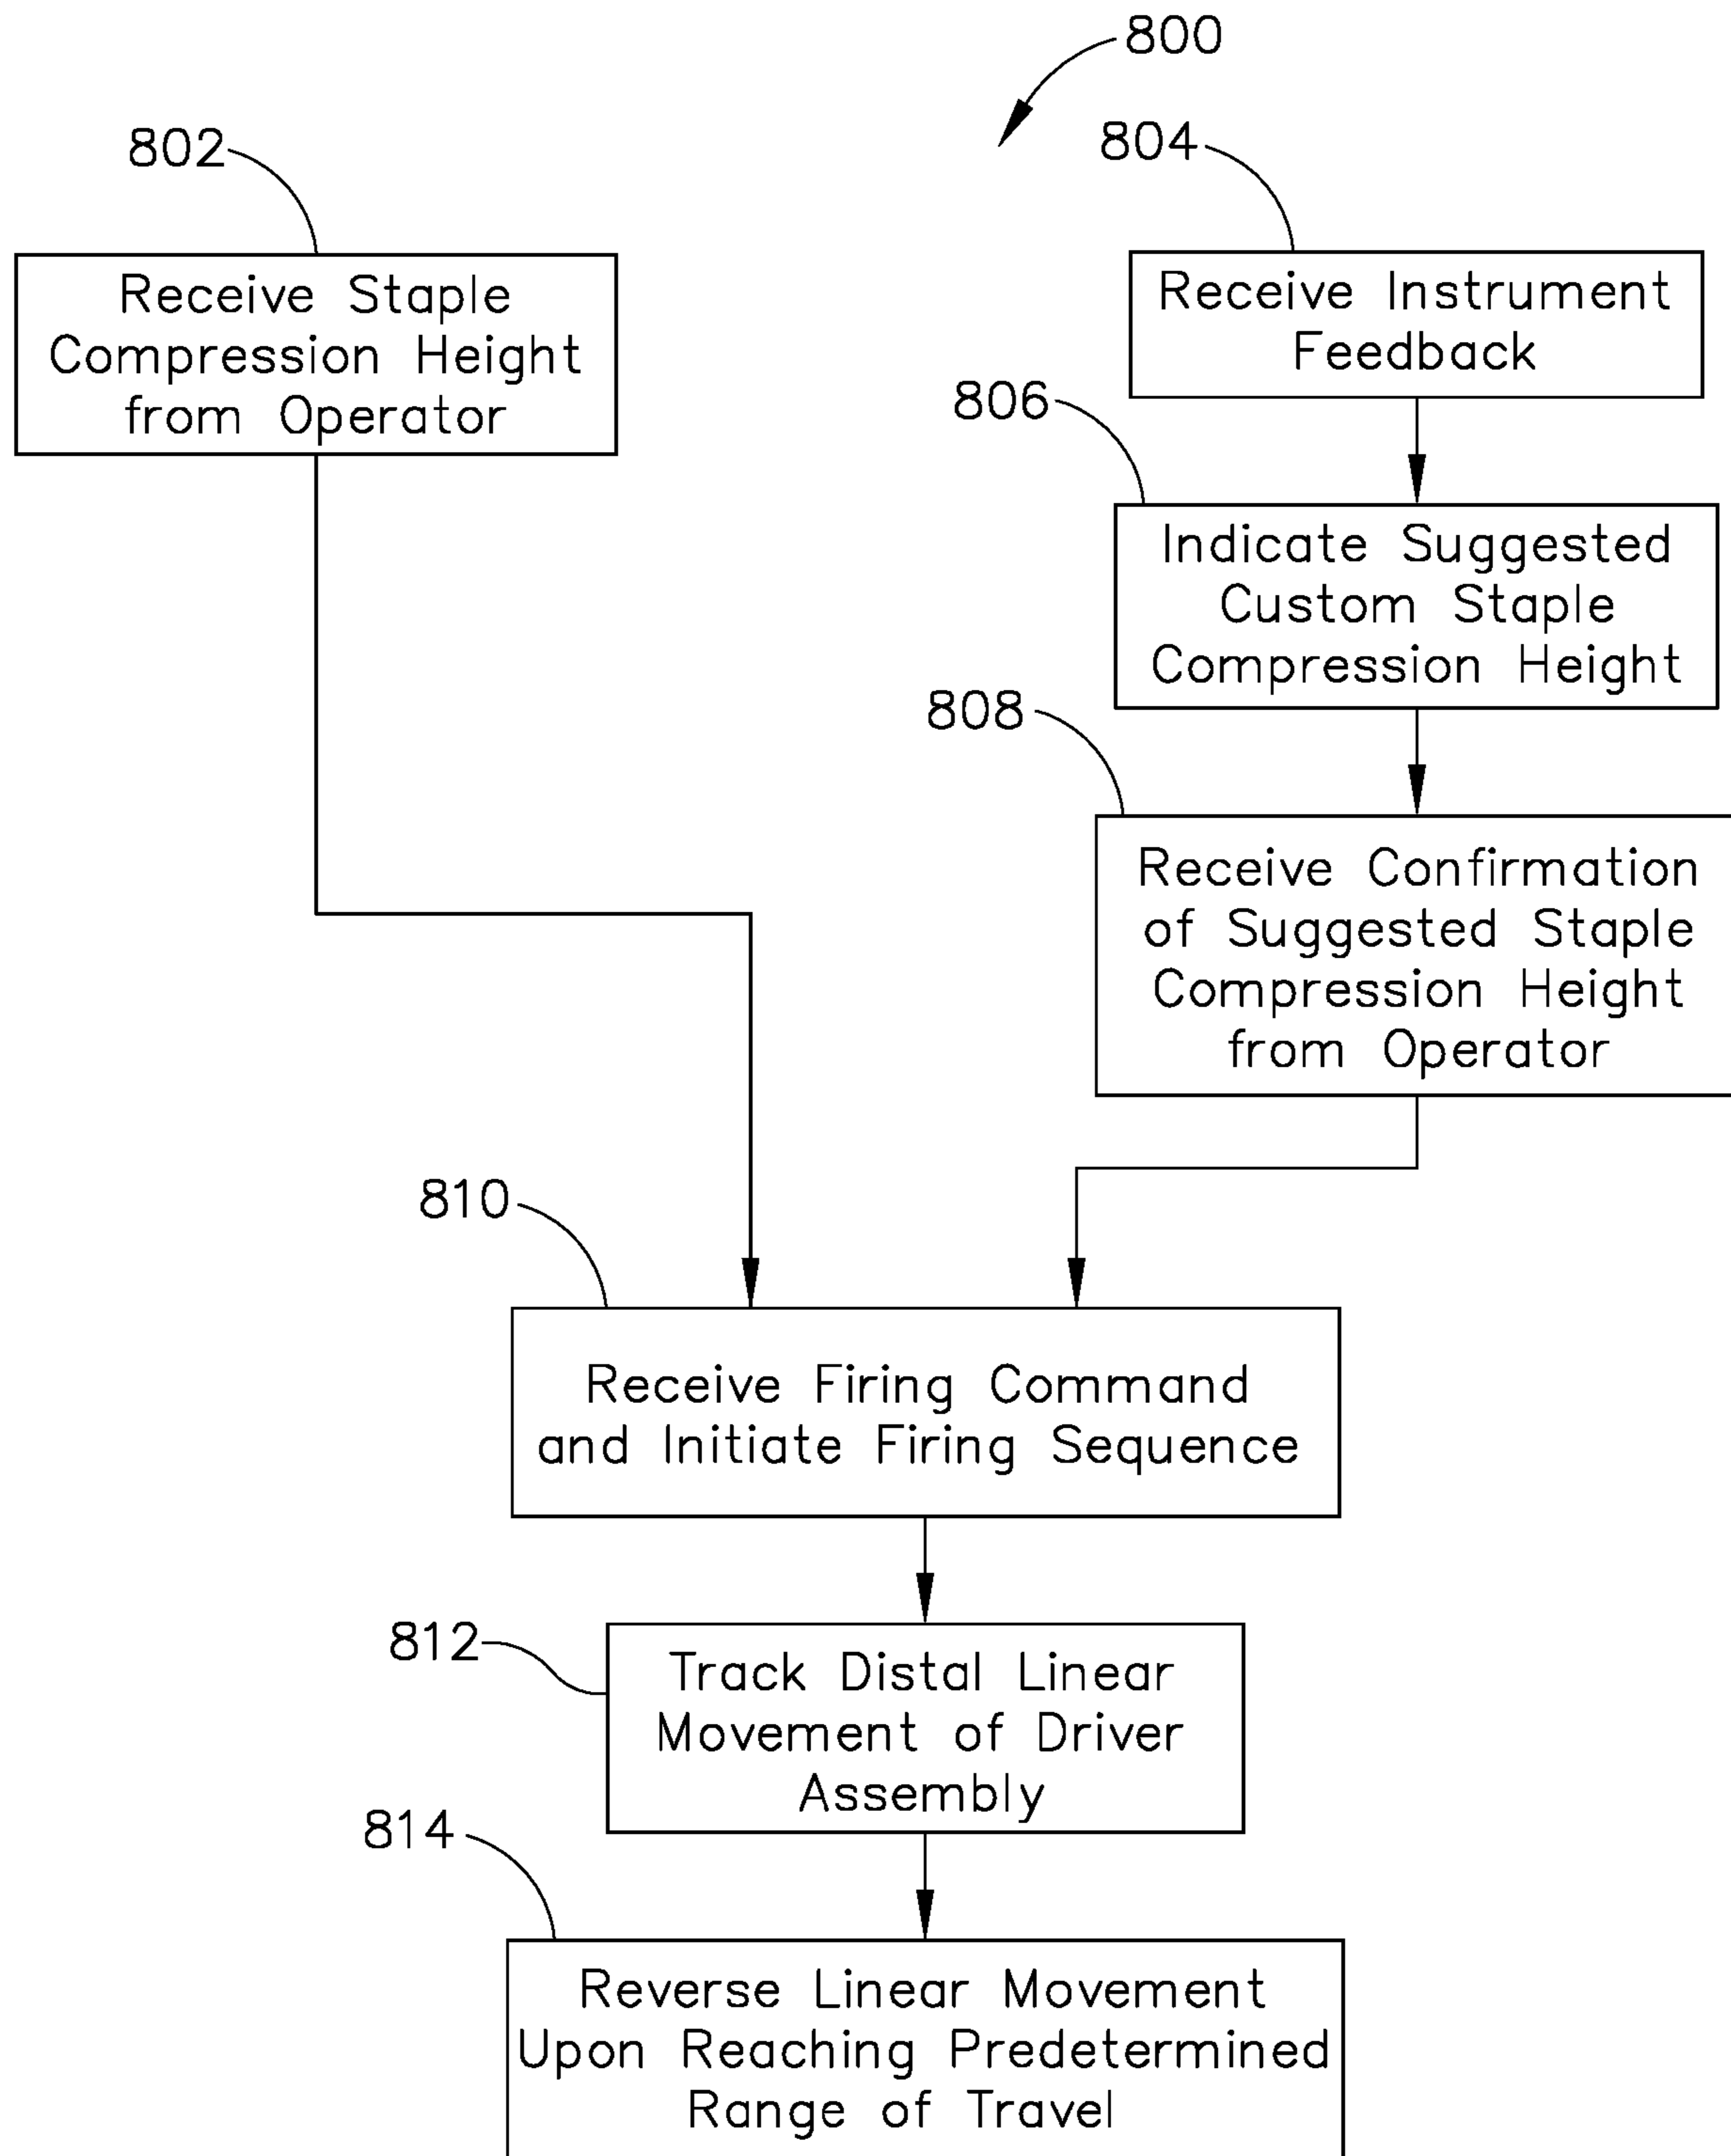 800
802
Receive Staple
Compression Height
from Operator
804
Receive Instrument
Feedback
806
Indicate Suggested
Custom Staple
Compression Height
808
Receive Confirmation
of Suggested Staple
Compression Height
from Operator
810
Receive Firing Command
and Initiate Firing Sequence
812
Track Distal Linear
Movement of Driver
Assembly
814
Reverse Linear Movement
Upon Reaching Predetermined
Range of Travel